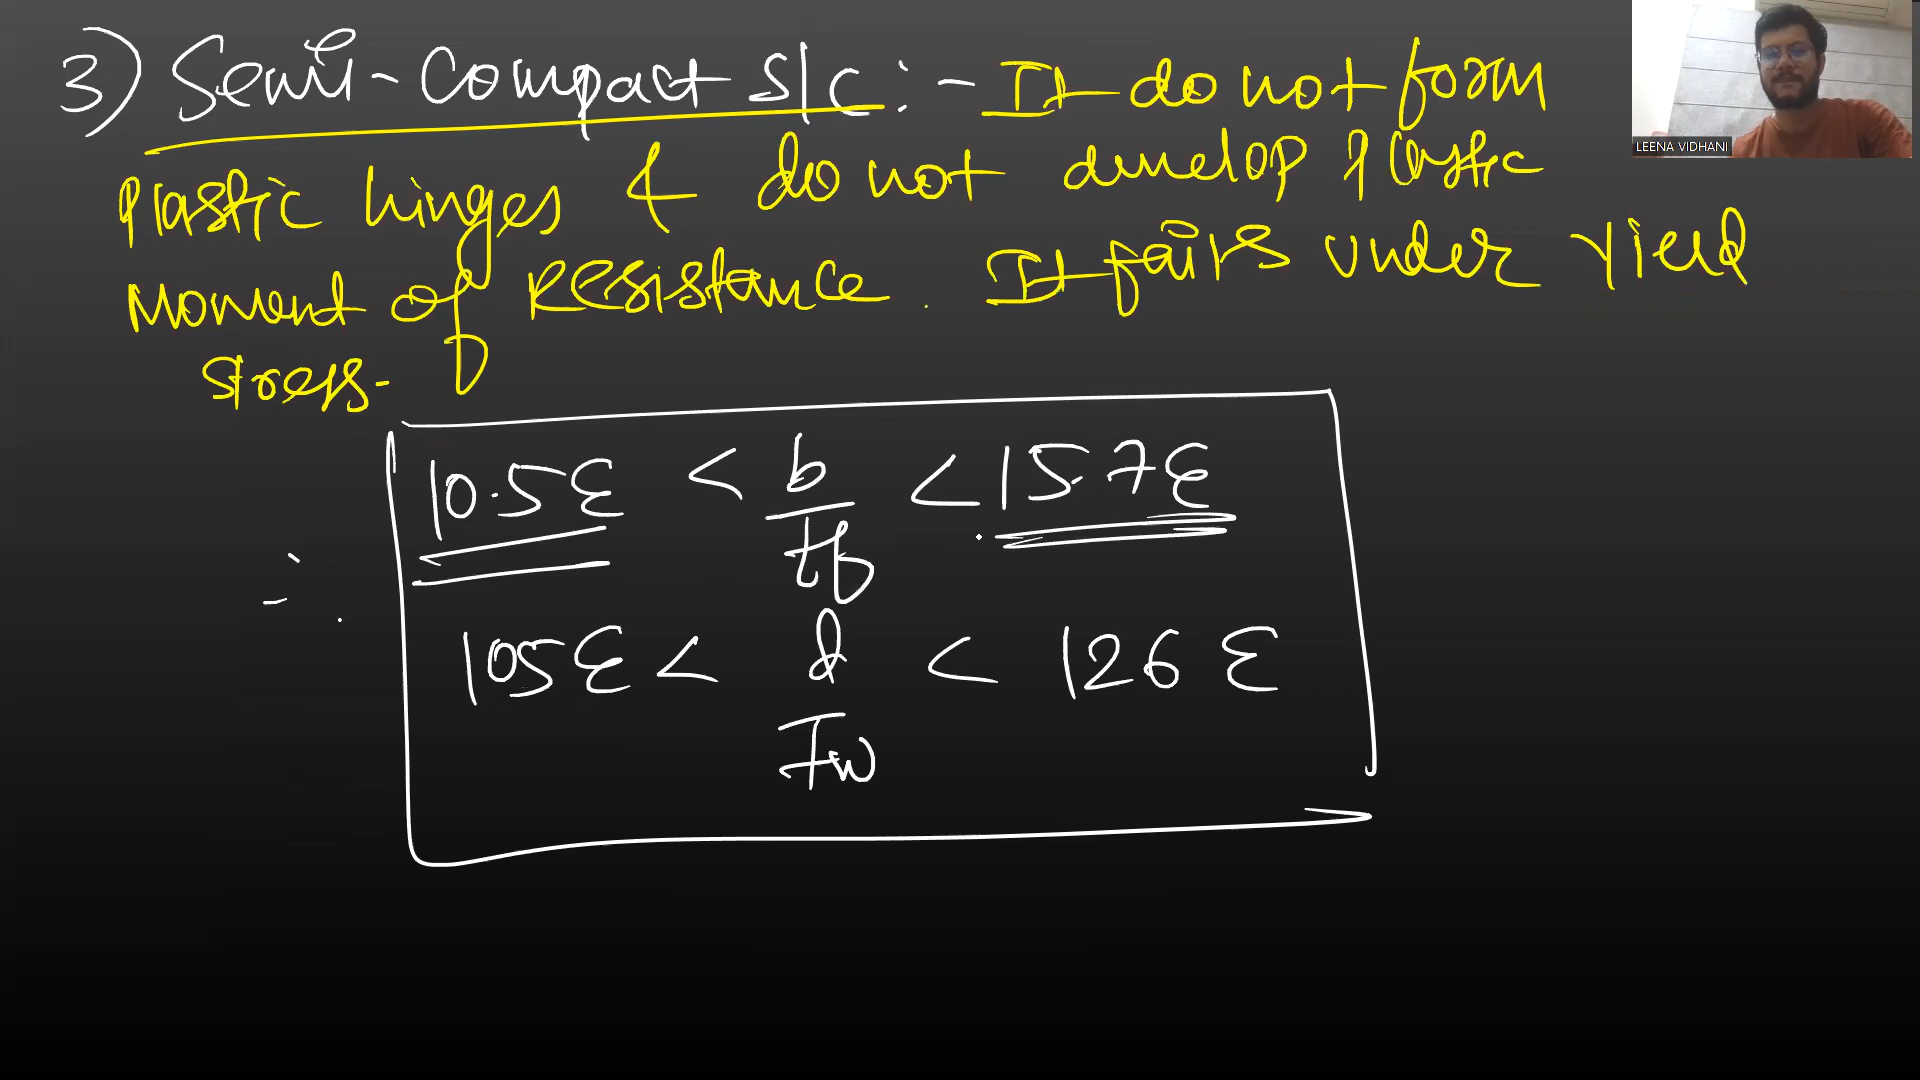 3) Semi-Compact s/c :- It do not form
LEENA VIDHANI
Plastic hinges & do not develop plastic
Moment of Resistance. It fails under yield
stress.
10.5ε < b/tf < 15.7ε
∴
105ε < d/tw < 126 ε